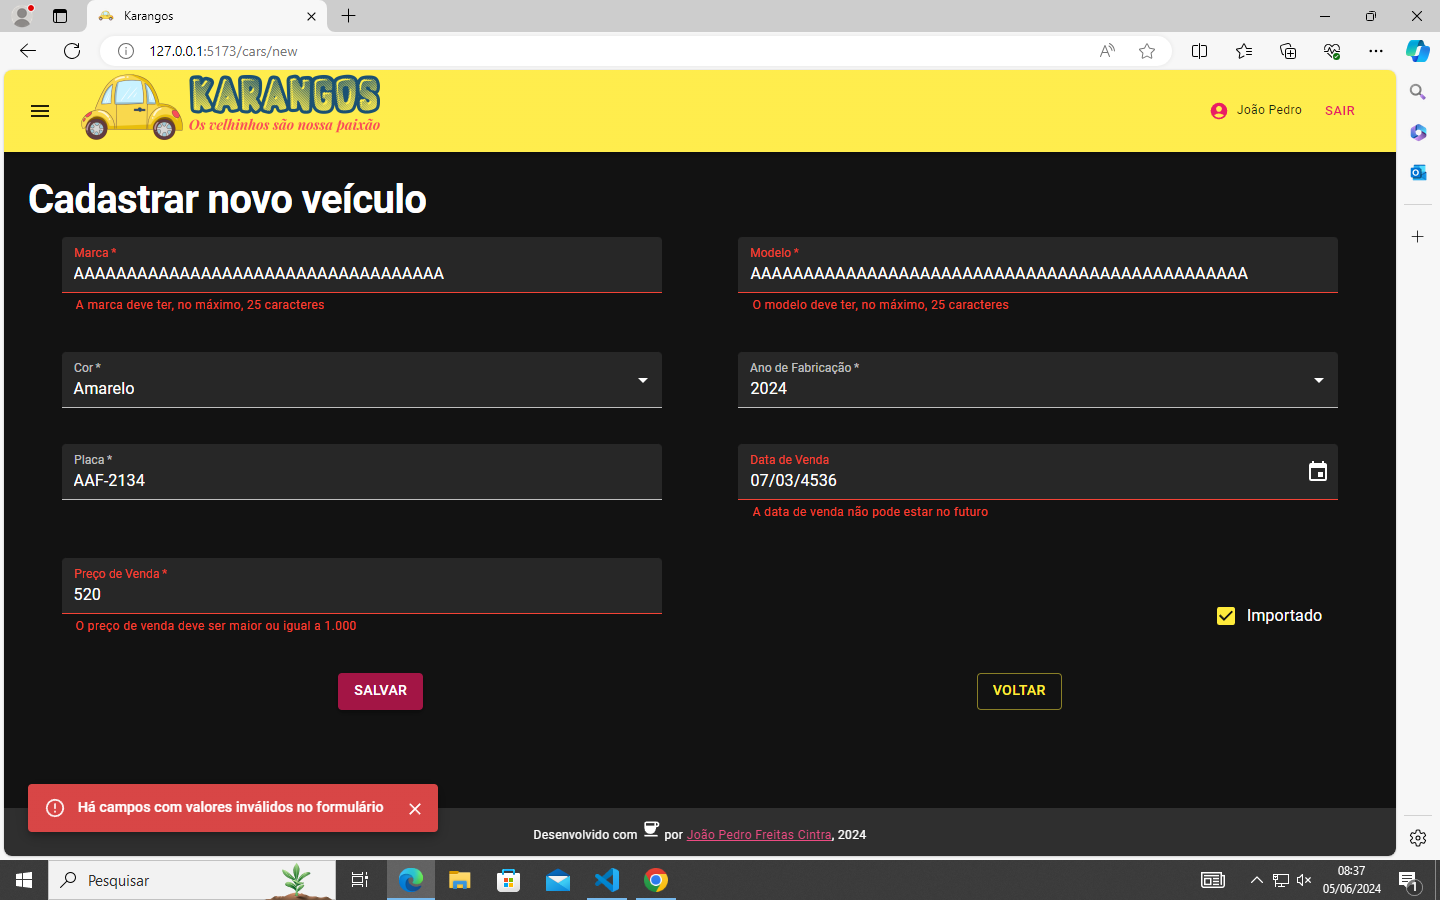 Karangos
127.0.0.1:5173/cars/new
KARANGOS
Os velhinhos são nossa paixão
João Pedro
SAIR
Cadastrar novo veículo
Marca *
AAAAAAAAAAAAAAAAAAAAAAAAAAAAAAAAAAA
A marca deve ter, no máximo, 25 caracteres
Modelo *
AAAAAAAAAAAAAAAAAAAAAAAAAAAAAAAAAAAAAAAAAAAAAAA
O modelo deve ter, no máximo, 25 caracteres
Cor *
Amarelo
Ano de Fabricação *
2024
Placa *
AAF-2134
Data de Venda
07/03/4536
A data de venda não pode estar no futuro
Preço de Venda *
520
O preço de venda deve ser maior ou igual a 1.000
Importado
SALVAR
VOLTAR
Há campos com valores inválidos no formulário
Desenvolvido com por João Pedro Freitas Cintra, 2024
Pesquisar
08:37
05/06/2024
1